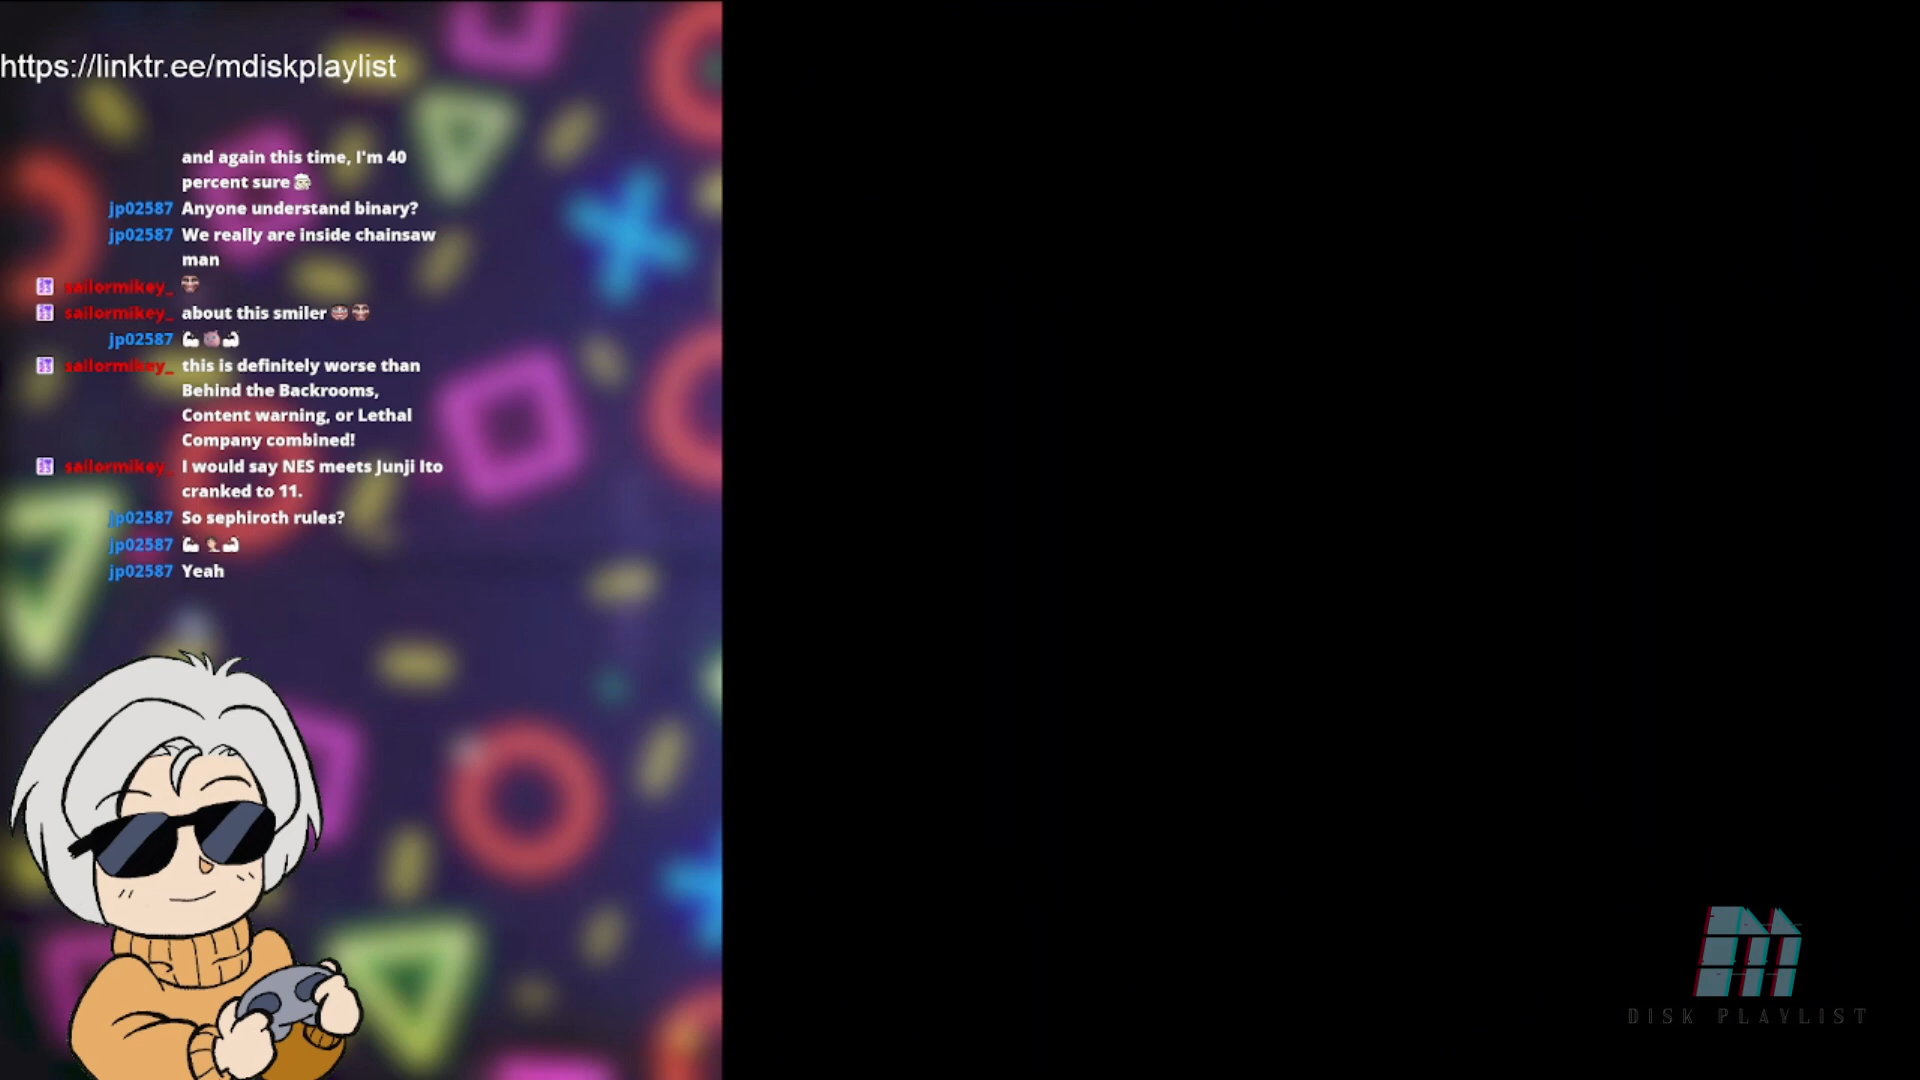 https://linktr.ee/mdiskplaylist
and again this time, I'm 40
percent sure
jp02587 Anyone understand binary?
jp02587 We really are inside chainsaw
man
sailormikey_
sailormikey_ about this smiler
jp02587
sailormikey_ this is definitely worse than
Behind the Backrooms,
Content warning, or Lethal
Company combined!
sailormikey_ I would say NES meets Junji Ito
cranked to 11.
jp02587 So sephiroth rules?
jp02587
jp02587 Yeah
M
DISK PLAYLIST